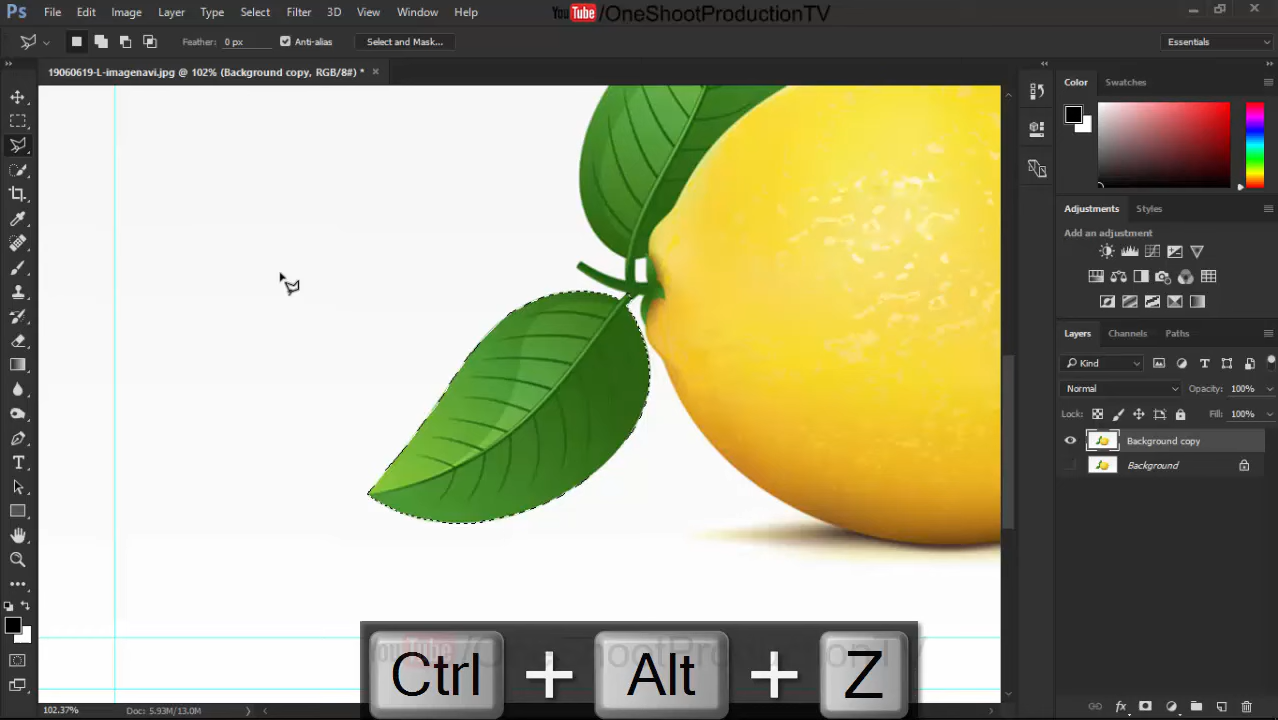 Ps File Edit Image Layer Type Select Filter 3D View Window Help
You Tube /OneShootProductionTV
Feather: 0 px Anti-alias Select and Mask... Essentials
19060619-L-imagenavi.jpg @ 102% (Background copy, RGB/8#) * ×
Color Swatches
Adjustments Styles
Add an adjustment
Layers Channels Paths
Kind
Normal Opacity: 100%
Lock: Fill: 100%
Background copy
Background
Ctrl + Alt + Z
102.37% Doc: 5.93M/13.0M